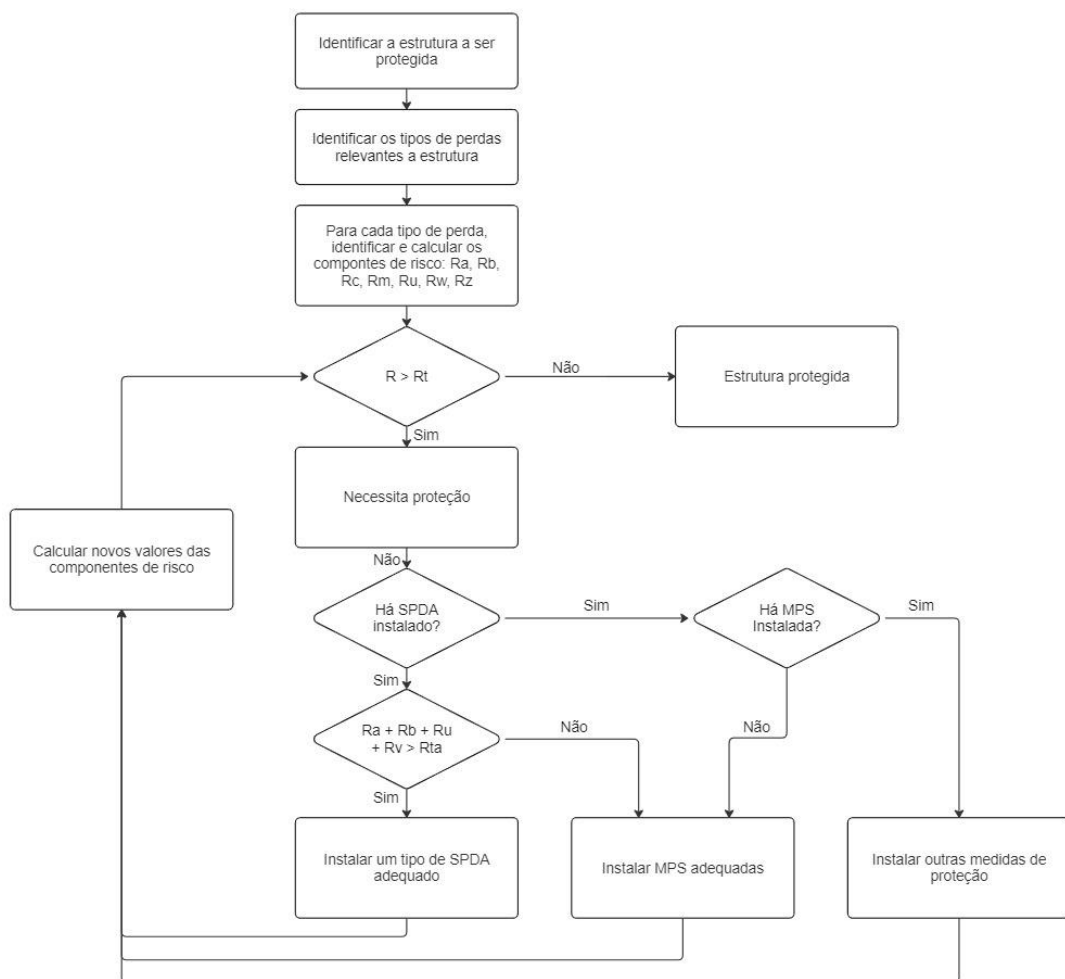 Identificar a estrutura a ser
protegida
Identificar os tipos de perdas
relevantes a estrutura
Para cada tipo de perda,
identificar e calcular os
compontes de risco: Ra, Rb,
Rc, Rm, Ru, Rw, Rz
R > Rt
Não
Estrutura protegida
Sim
Necessita proteção
Calcular novos valores das
componentes de risco
Não
Há SPDA
instalado?
Sim
Há MPS
Instalada?
Sim
Sim
Ra + Rb + Ru
+ Rv > Rta
Não
Não
Sim
Instalar um tipo de SPDA
adequado
Instalar MPS adequadas
Instalar outras medidas de
proteção